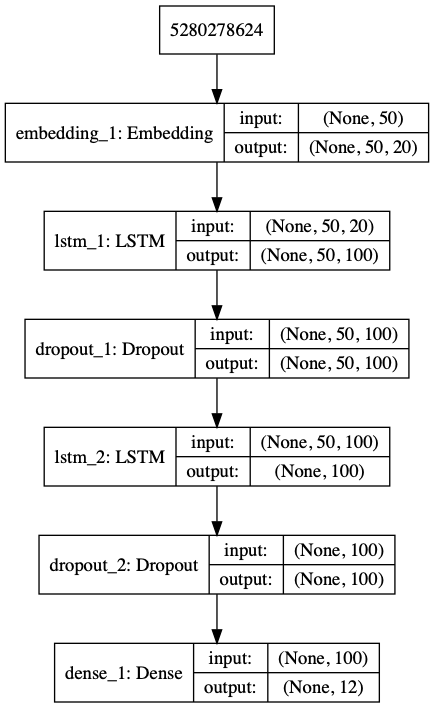 5280278624
embedding_1: Embedding input: (None, 50)
output: (None, 50, 20)
lstm_1: LSTM input: (None, 50, 20)
output: (None, 50, 100)
dropout_1: Dropout input: (None, 50, 100)
output: (None, 50, 100)
lstm_2: LSTM input: (None, 50, 100)
output: (None, 100)
dropout_2: Dropout input: (None, 100)
output: (None, 100)
dense_1: Dense input: (None, 100)
output: (None, 12)